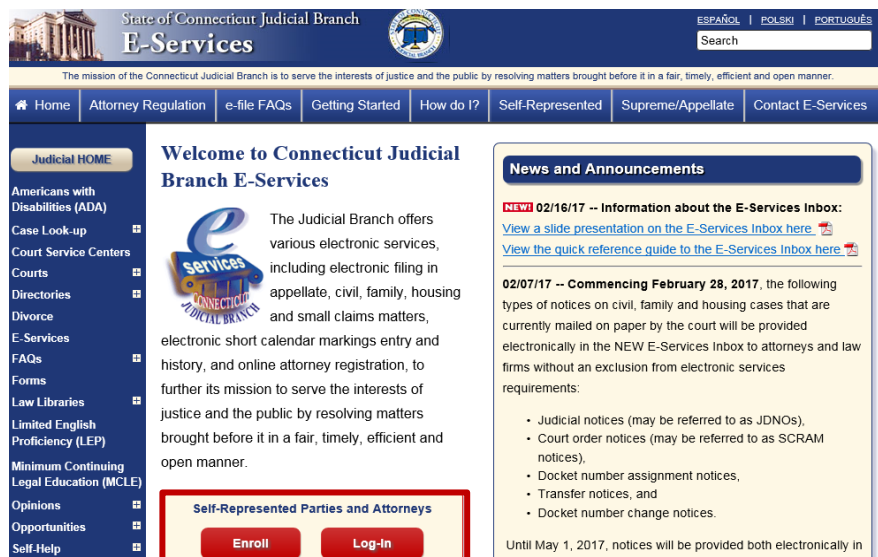 State of Connecticut Judicial Branch
E-Services
ESPAÑOL | POLSKI | PORTUGUÊS
Search
The mission of the Connecticut Judicial Branch is to serve the interests of justice and the public by resolving matters brought before it in a fair, timely, efficient and open manner.
Home
Attorney Regulation
e-file FAQs
Getting Started
How do I?
Self-Represented
Supreme/Appellate
Contact E-Services
Judicial HOME
Americans with
Disabilities (ADA)
Case Look-up
Court Service Centers
Courts
Directories
Divorce
E-Services
FAQs
Forms
Law Libraries
Limited English
Proficiency (LEP)
Minimum Continuing
Legal Education (MCLE)
Opinions
Opportunities
Self-Help
Welcome to Connecticut Judicial
Branch E-Services
e
services
CONNECTICUT
JUDICIAL BRANCH
The Judicial Branch offers
various electronic services,
including electronic filing in
appellate, civil, family, housing
and small claims matters,
electronic short calendar markings entry and
history, and online attorney registration, to
further its mission to serve the interests of
justice and the public by resolving matters
brought before it in a fair, timely, efficient and
open manner.
Self-Represented Parties and Attorneys
Enroll
Log-In
News and Announcements
NEW! 02/16/17 -- Information about the E-Services Inbox:
View a slide presentation on the E-Services Inbox here
View the quick reference guide to the E-Services Inbox here
02/07/17 -- Commencing February 28, 2017, the following
types of notices on civil, family and housing cases that are
currently mailed on paper by the court will be provided
electronically in the NEW E-Services Inbox to attorneys and law
firms without an exclusion from electronic services
requirements:
• Judicial notices (may be referred to as JDNOs),
• Court order notices (may be referred to as SCRAM
notices),
• Docket number assignment notices,
• Transfer notices, and
• Docket number change notices.
Until May 1, 2017, notices will be provided both electronically in